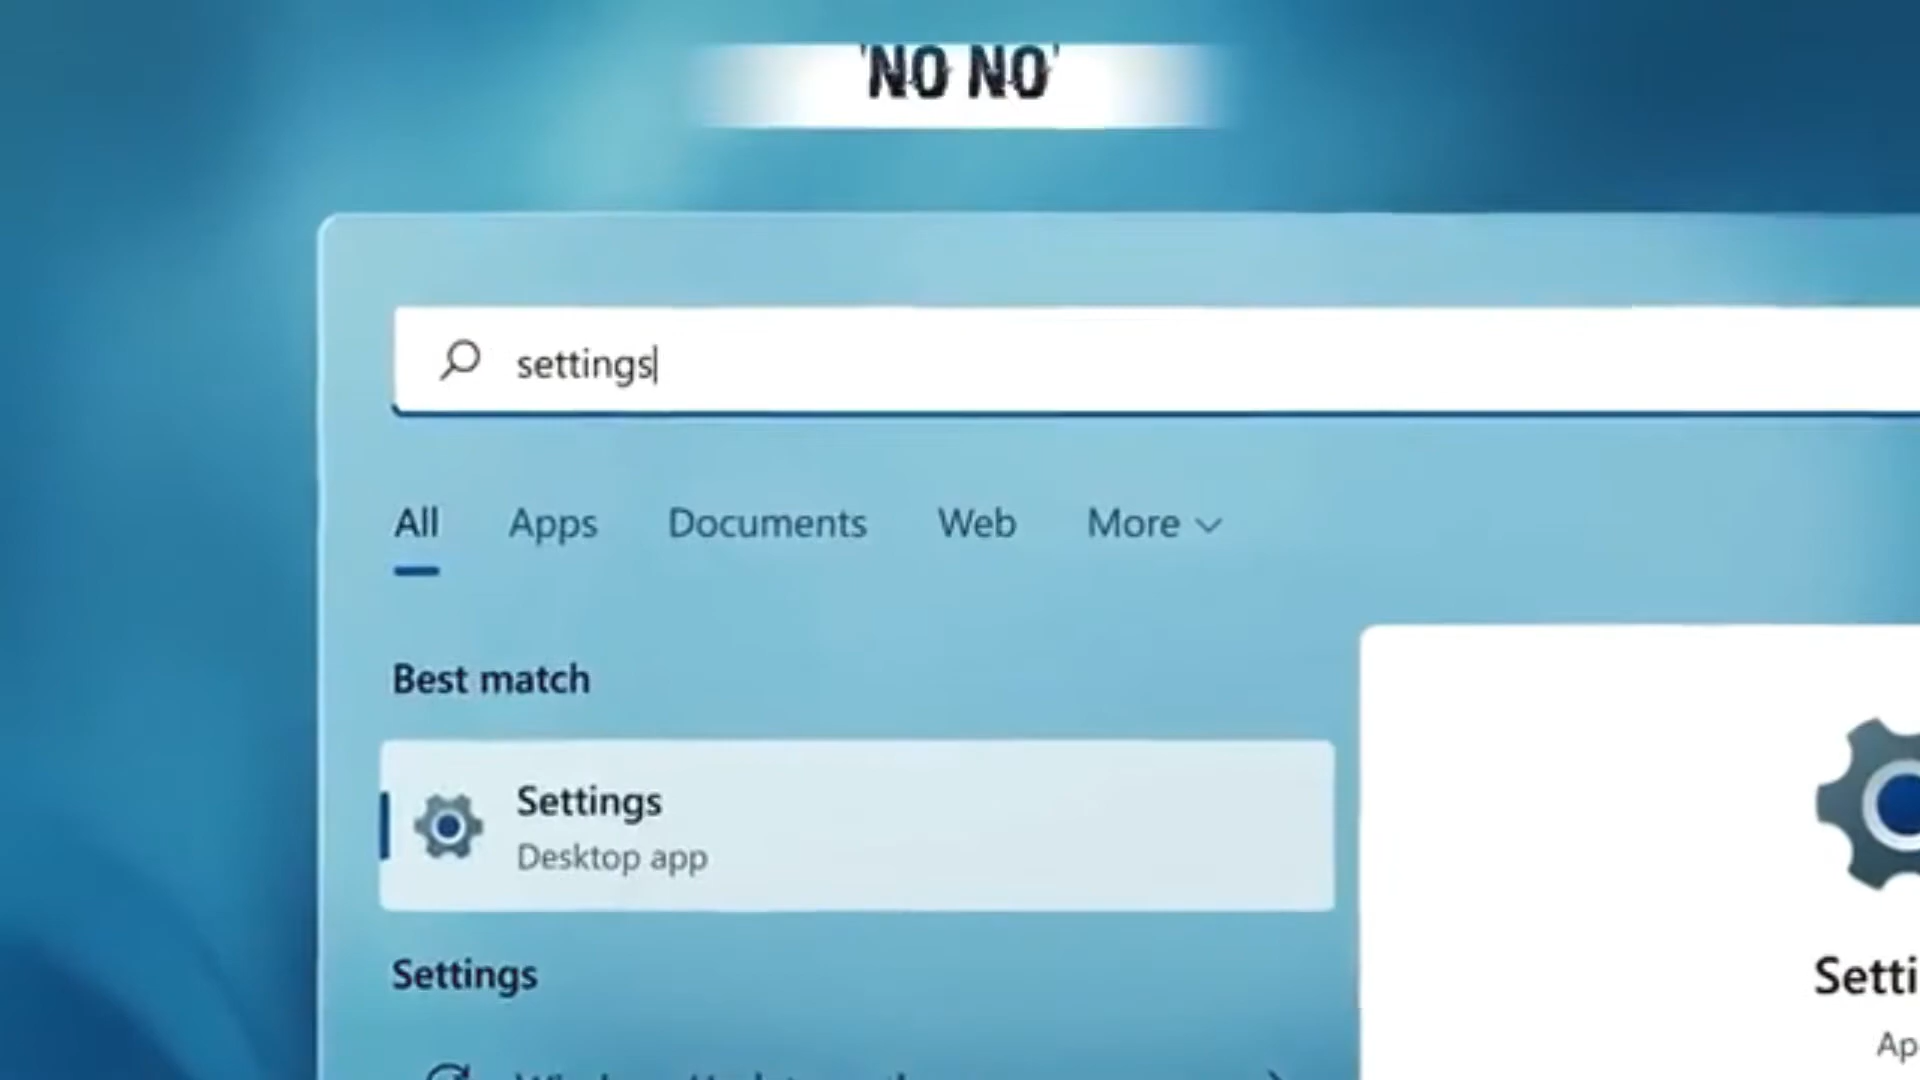 'NO NO'
settings
All Apps Documents Web More
Best match
Settings
Desktop app
Settings
Setti
Ap